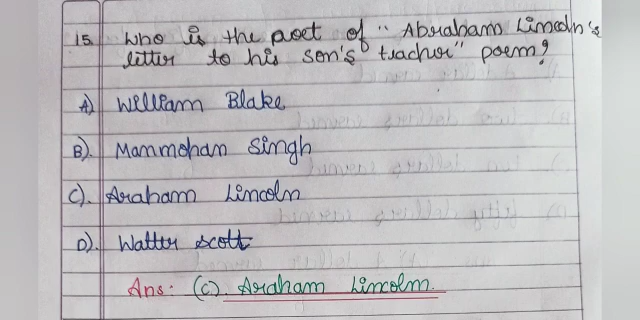 15. Who is the poet of "Abraham Lincoln's
litter to his son's teacher" poem?
A) William Blake
B). Manmohan Singh
C). Araham Lincoln
D). Walter scott
Ans: (C). Araham Lincolm.